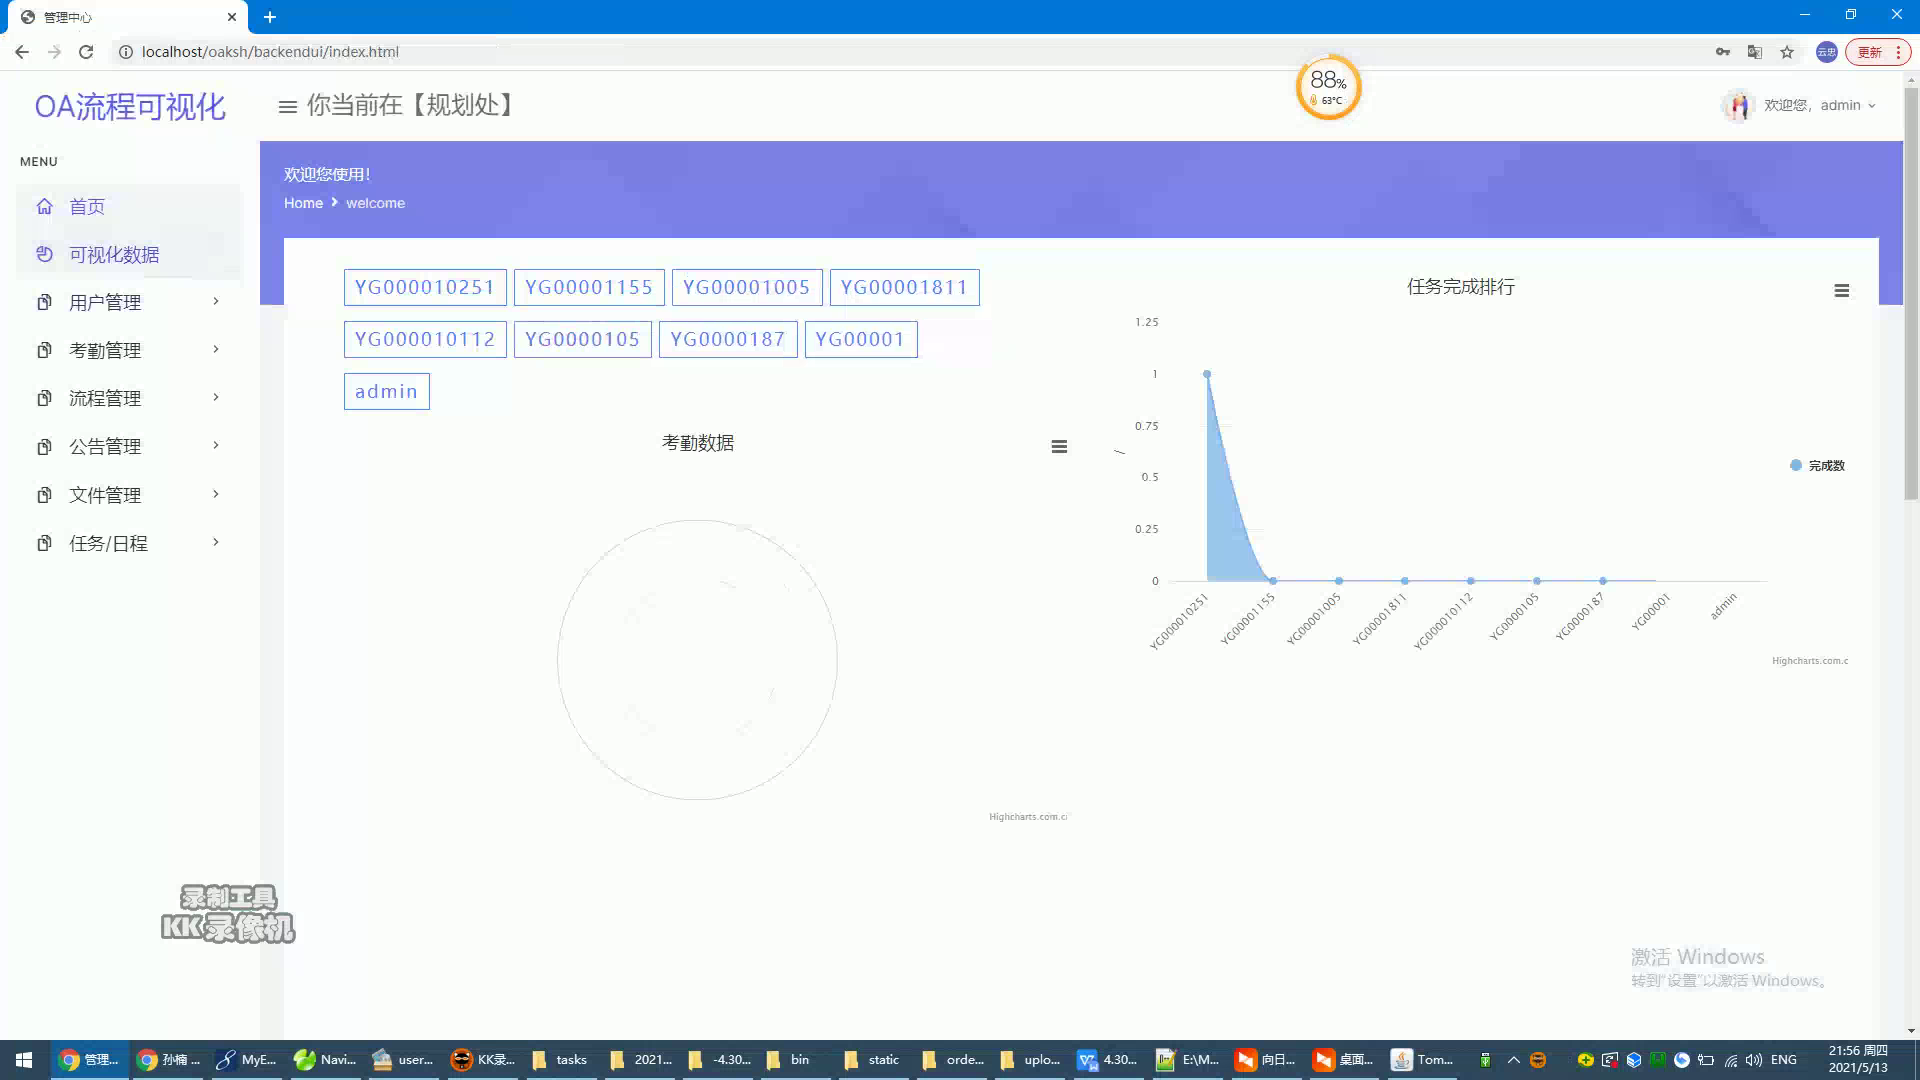 管理中心
localhost/oaksh/backendui/index.html
更新
88%
63°C
OA流程可视化
你当前在【规划处】
欢迎您，admin
MENU
首页
可视化数据
用户管理
考勤管理
流程管理
公告管理
文件管理
任务/日程
欢迎您使用！
Home
welcome
YG000010251
YG00001155
YG00001005
YG00001811
YG000010112
YG0000105
YG0000187
YG00001
admin
考勤数据
Highcharts.com.c
任务完成排行
1.25
1
0.75
0.5
0.25
0
YG000010251
YG00001155
YG00001005
YG00001811
YG000010112
YG0000105
YG0000187
YG00001
admin
完成数
Highcharts.com.c
录制工具
KK录像机
激活 Windows
转到"设置"以激活 Windows。
管理...
孙楠 ...
MyE...
Navi...
user...
KK录...
tasks
2021...
-4.30...
bin
static
orde...
uplo...
4.30...
E:\M...
向日...
桌面...
Tom...
ENG
21:56 周四
2021/5/13